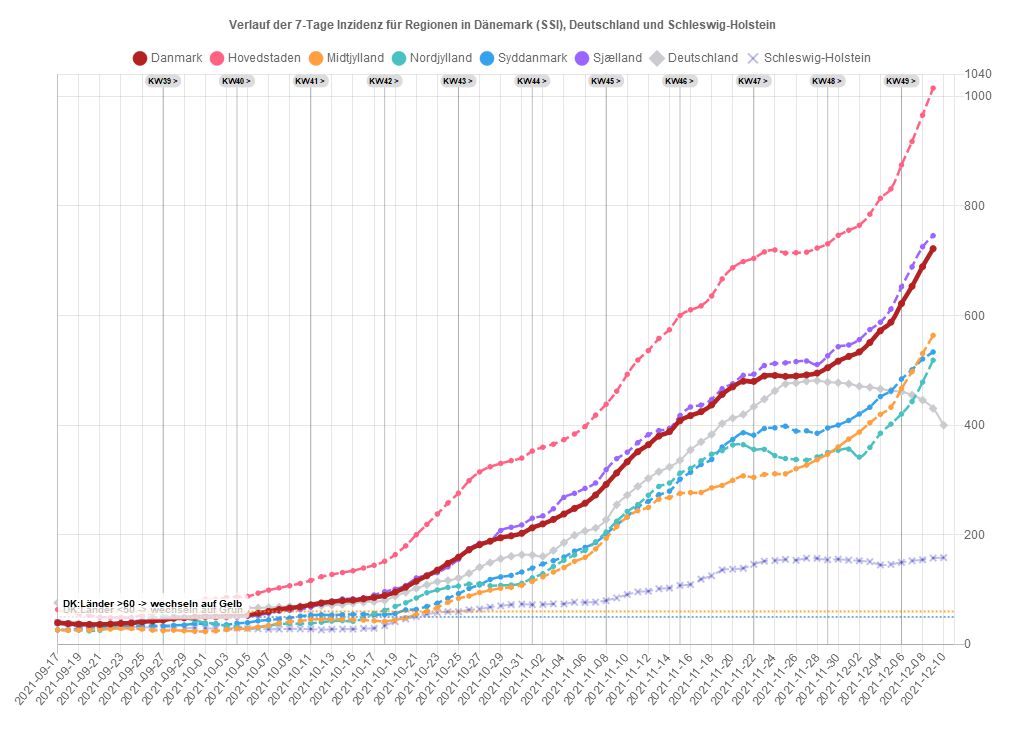 Verlauf der 7-Tage Inzidenz für Regionen in Dänemark (SSI), Deutschland und Schleswig-Holstein
Danmark Hovedstaden Midtjylland Nordjylland Syddanmark Sjælland Deutschland Schleswig-Holstein
KW39 > KW40 > KW41 > KW42 > KW43 > KW44 > KW45 > KW46 > KW47 > KW48 > KW49 >
1040
1000
800
600
400
200
0
DK:Länder >60 -> wechseln auf Gelb
2021-09-17 2021-09-19 2021-09-21 2021-09-23 2021-09-25 2021-09-27 2021-09-29 2021-10-01 2021-10-03 2021-10-05 2021-10-07 2021-10-09 2021-10-11 2021-10-13 2021-10-15 2021-10-17 2021-10-19 2021-10-21 2021-10-23 2021-10-25 2021-10-27 2021-10-29 2021-10-31 2021-11-02 2021-11-04 2021-11-06 2021-11-08 2021-11-10 2021-11-12 2021-11-14 2021-11-16 2021-11-18 2021-11-20 2021-11-22 2021-11-24 2021-11-26 2021-11-28 2021-11-30 2021-12-02 2021-12-04 2021-12-06 2021-12-08 2021-12-10